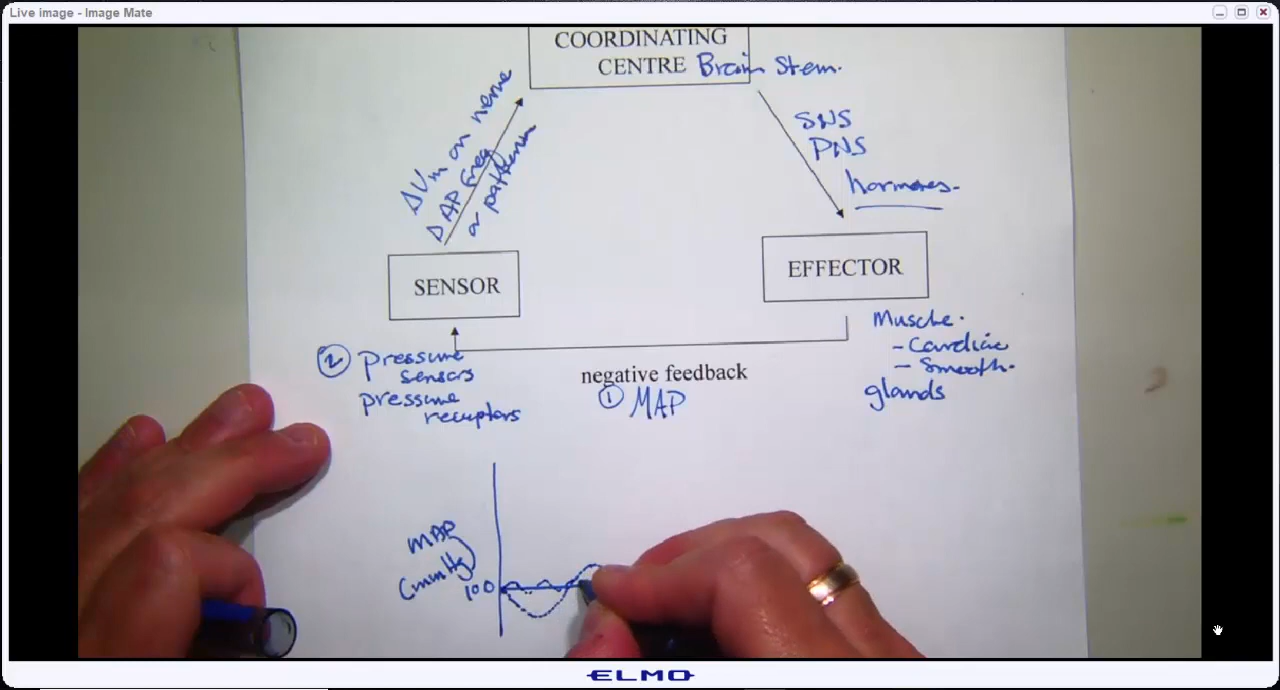 Live image - Image Mate
COORDINATING
CENTRE Brain Stem.
ΔVm on nerve
Δ AP freq
or pattern
SNS
PNS
hormones-
SENSOR
EFFECTOR
② pressure
sensors
pressure
receptors
negative feedback
① MAP
Muscle.
- Cardiac
- Smooth.
glands
MAP
(mmHg)
100
ELMO